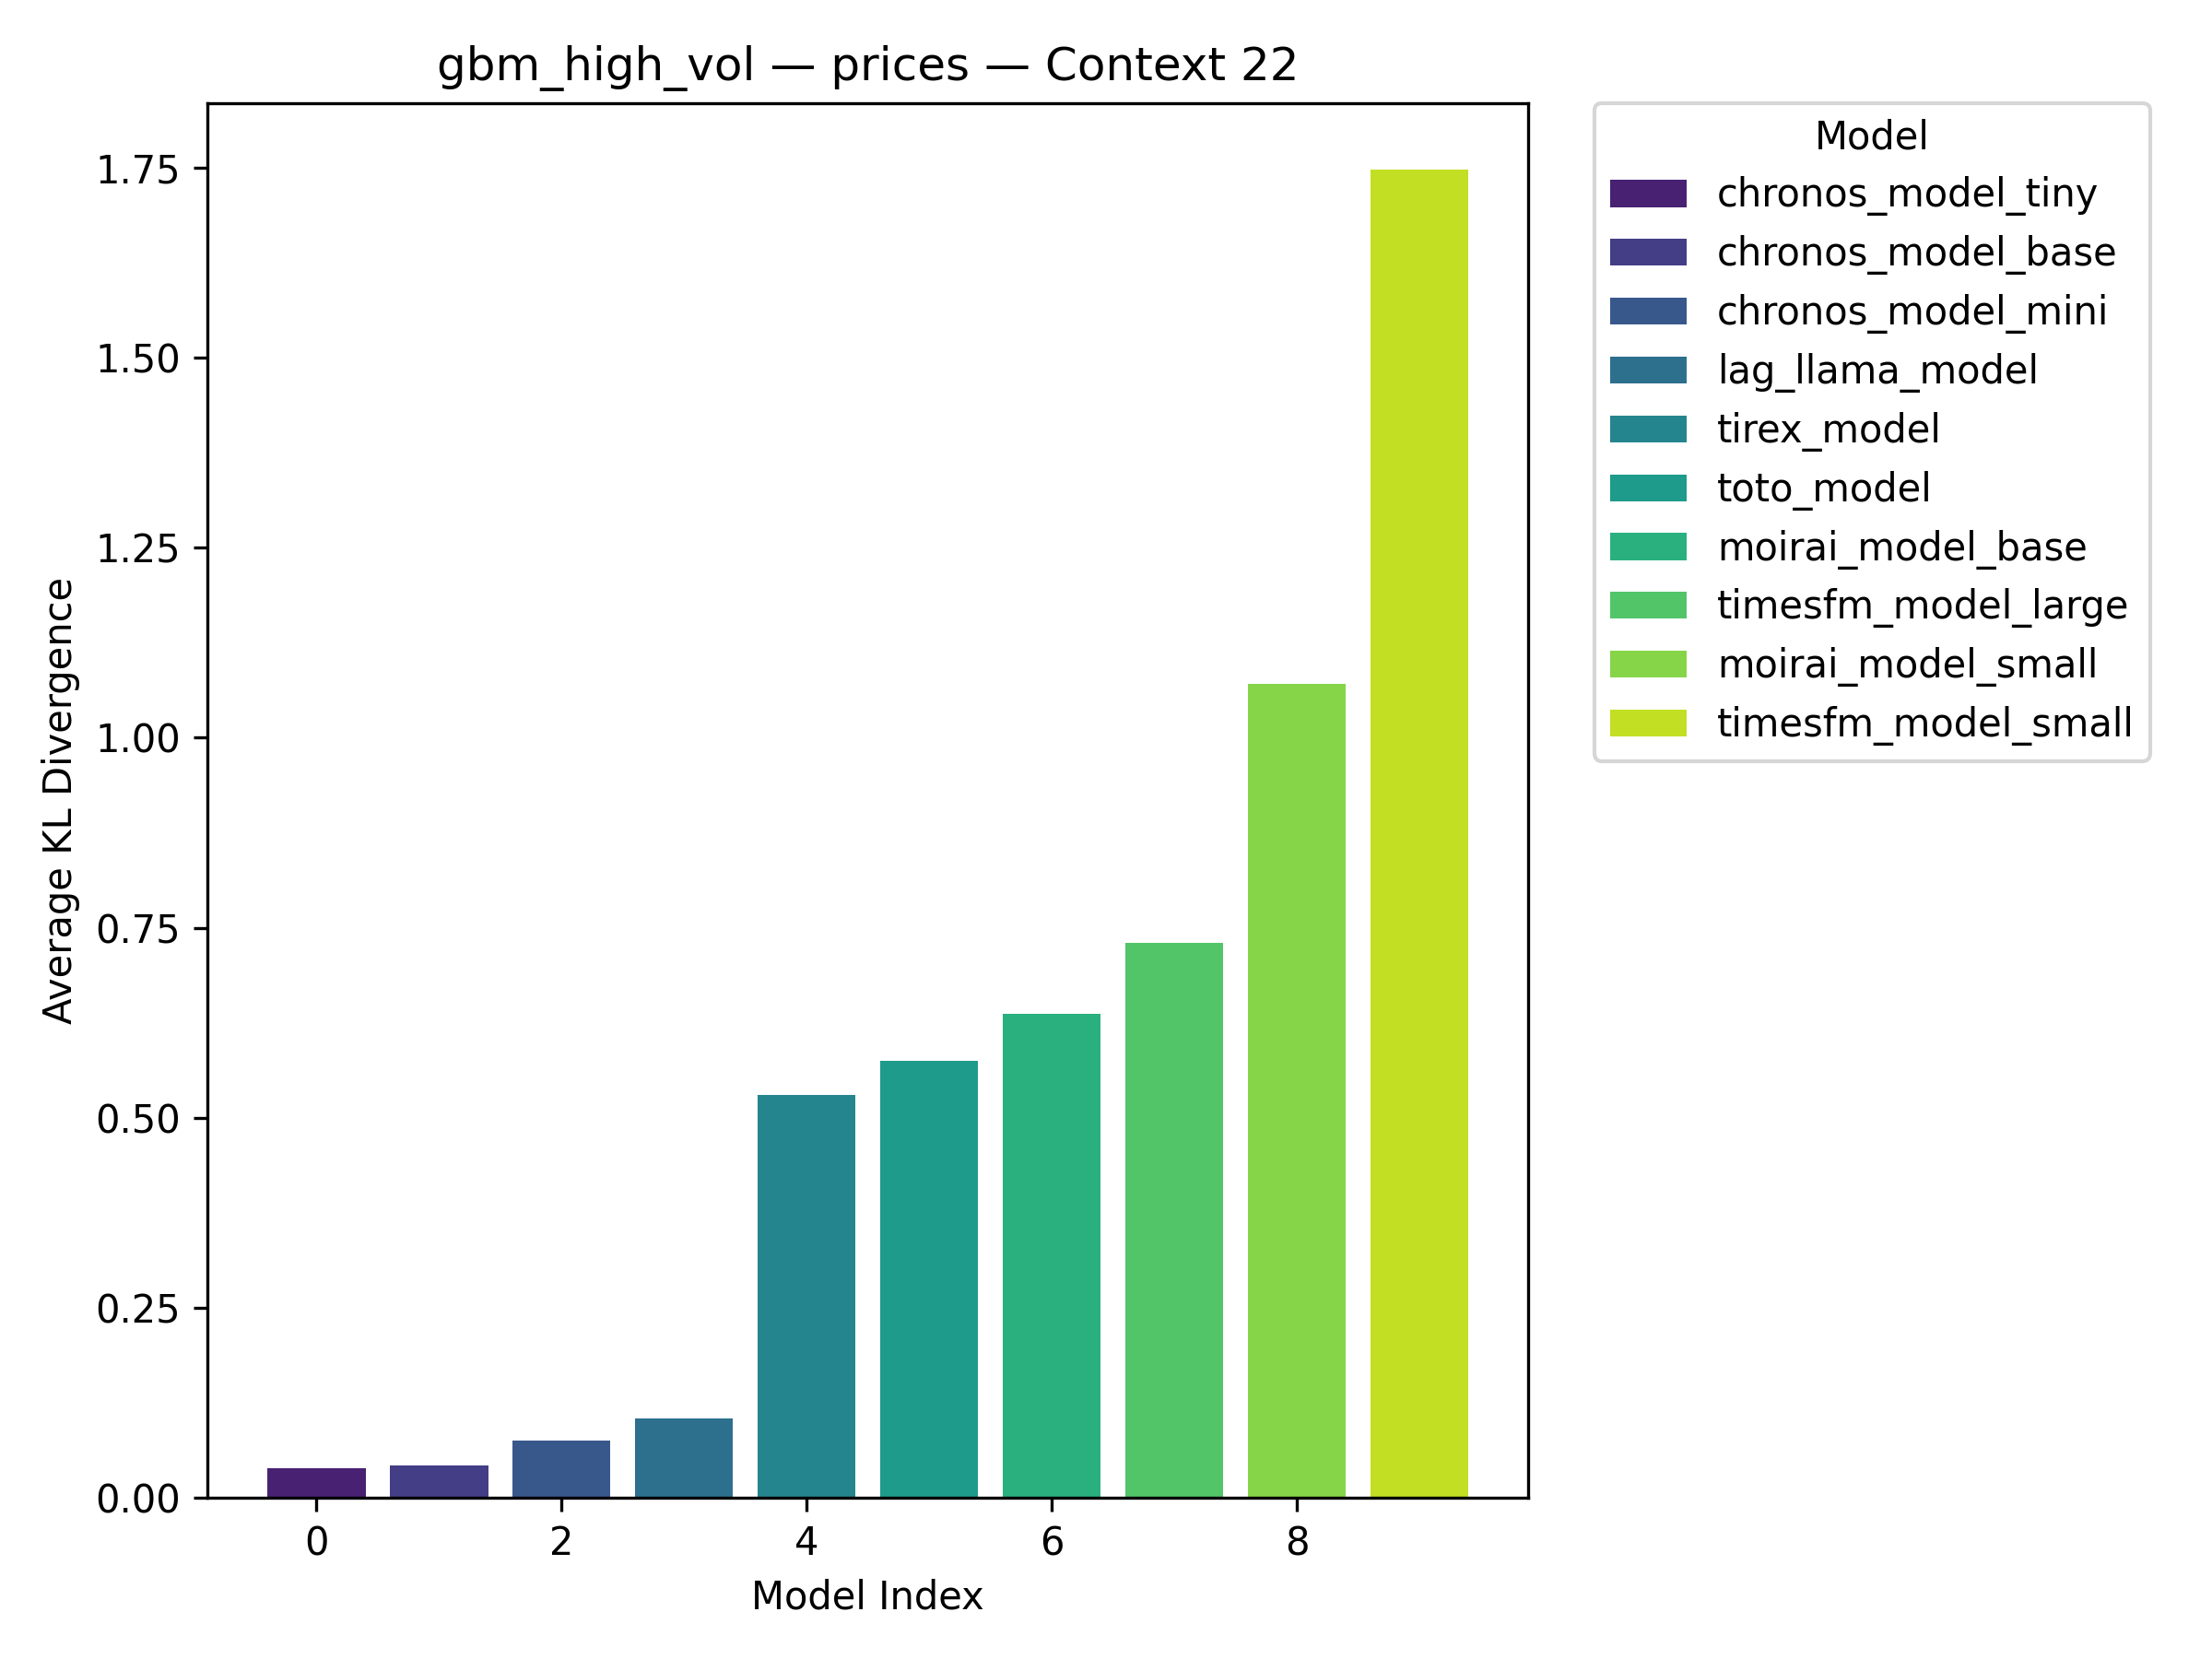 gbm_high_vol — prices — Context 22
Average KL Divergence
1.75
1.50
1.25
1.00
0.75
0.50
0.25
0.00
0 2 4 6 8
Model Index
Model
chronos_model_tiny
chronos_model_base
chronos_model_mini
lag_llama_model
tirex_model
toto_model
moirai_model_base
timesfm_model_large
moirai_model_small
timesfm_model_small